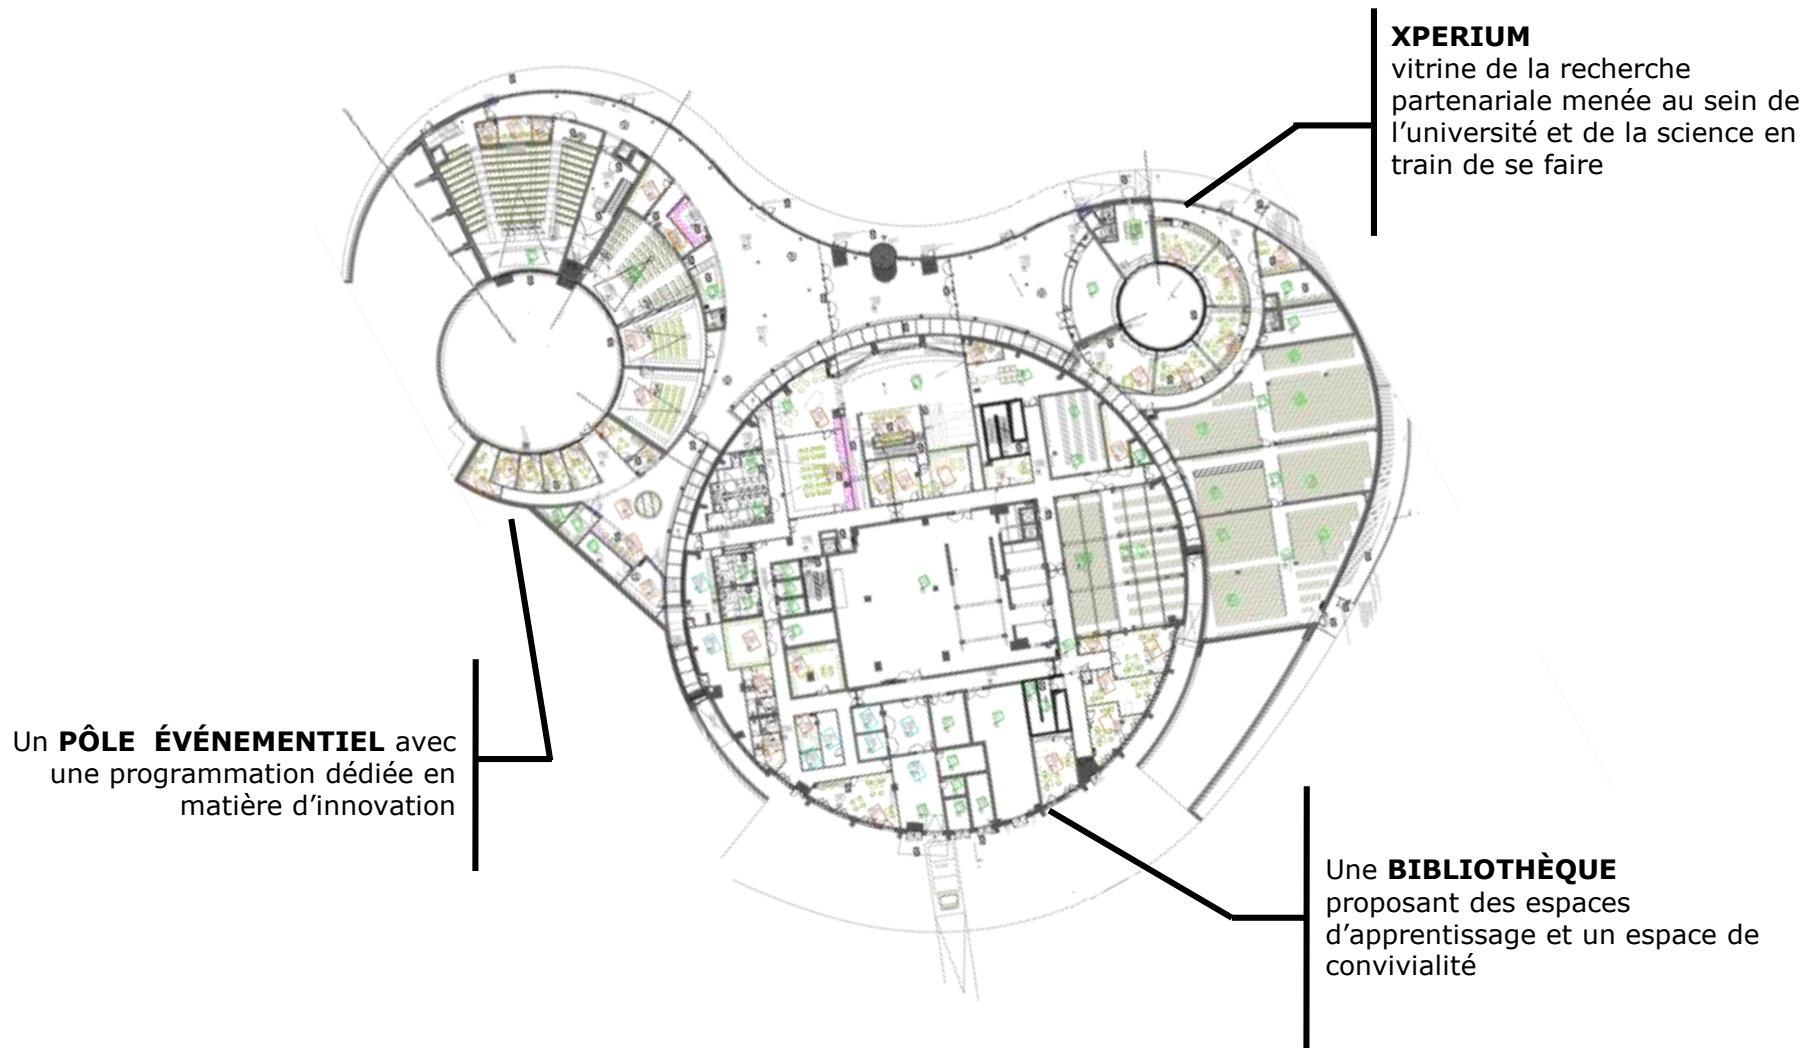 XPERIUM
vitrine de la recherche
partenariale menée au sein de
l’université et de la science en
train de se faire
Un PÔLE ÉVÉNEMENTIEL avec
une programmation dédiée en
matière d’innovation
Une BIBLIOTHÈQUE
proposant des espaces
d’apprentissage et un espace de
convivialité